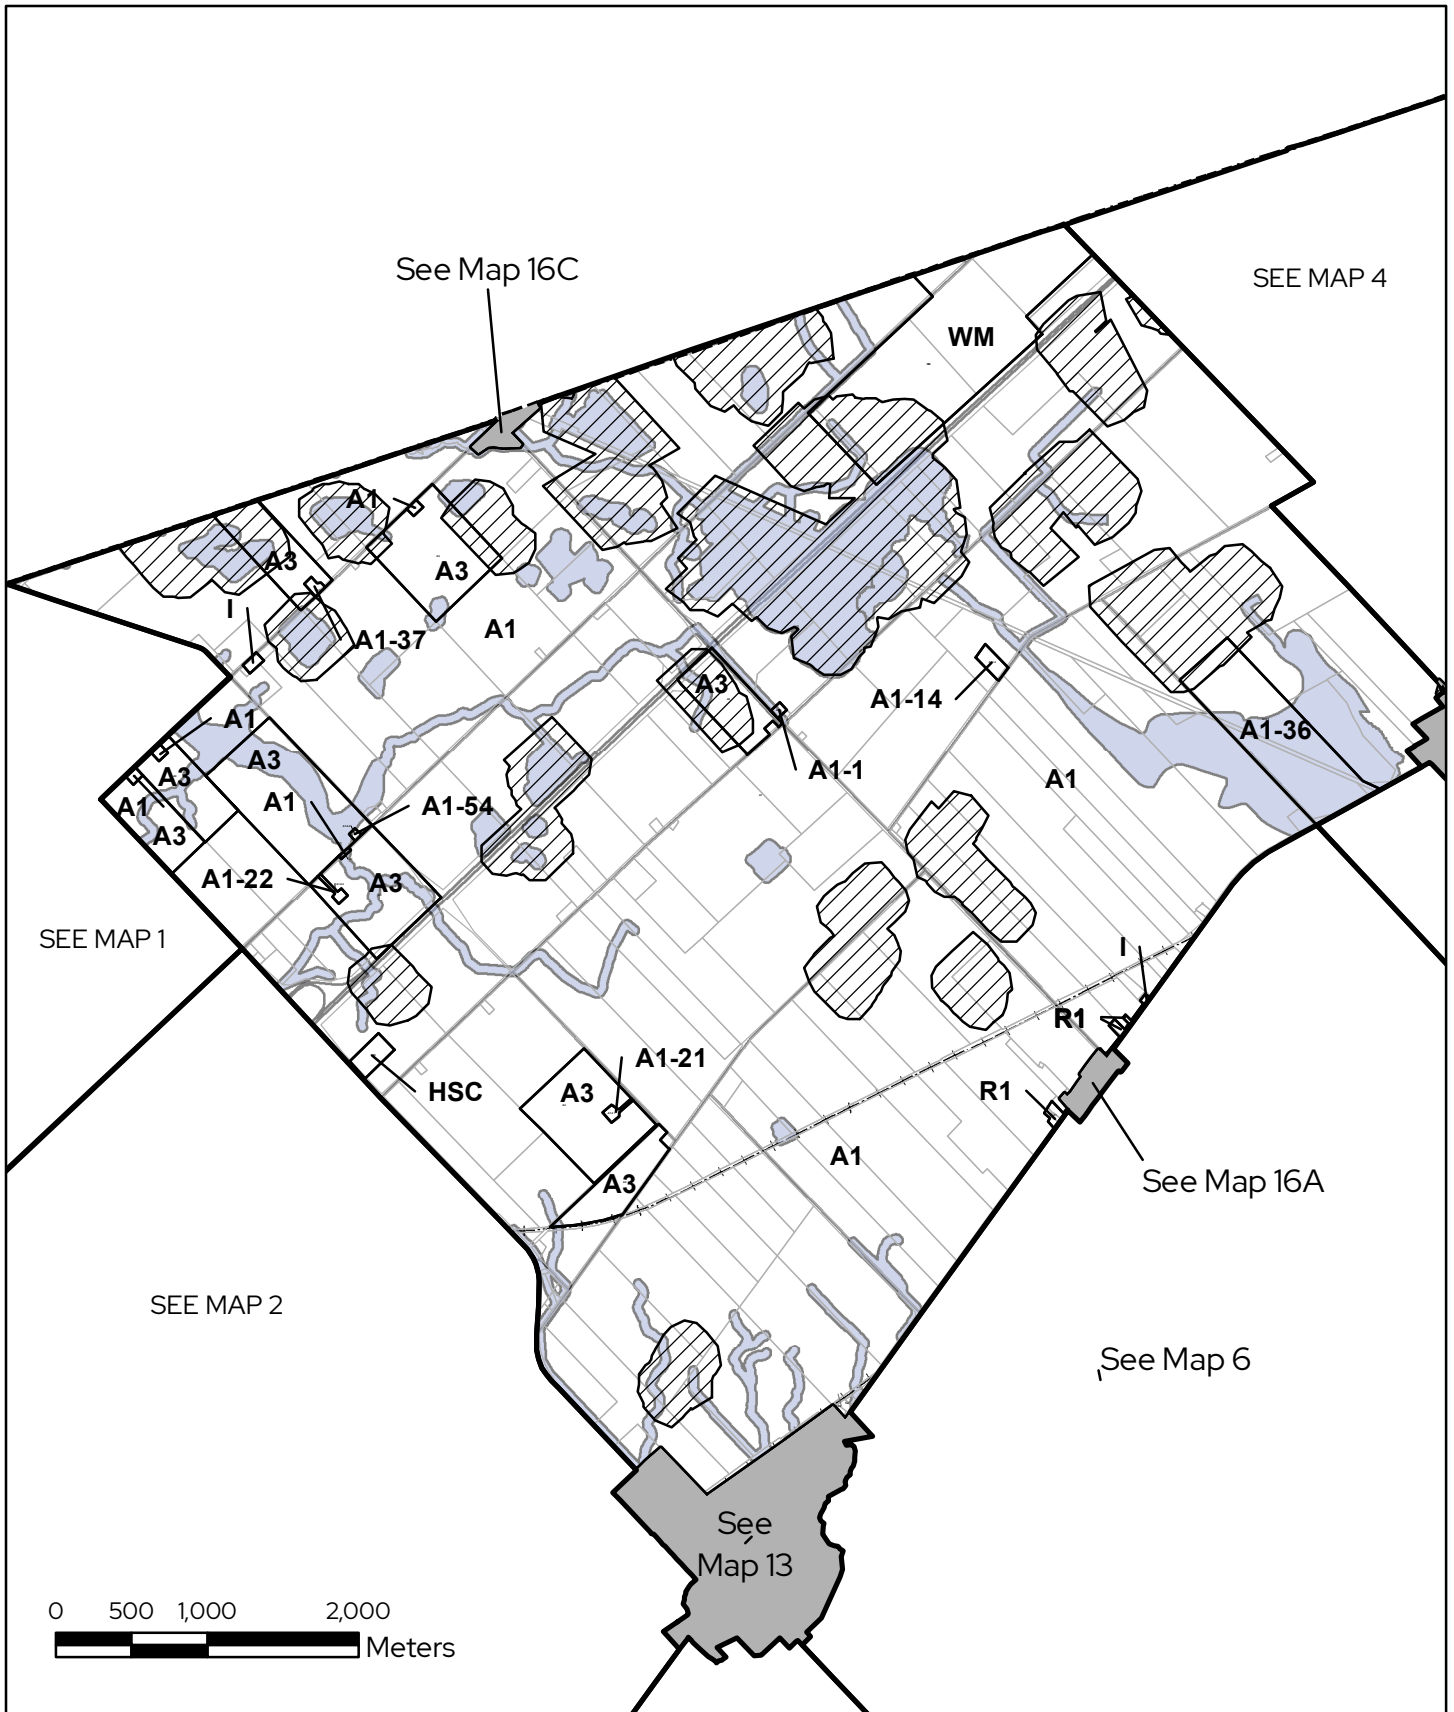 See Map 16C
SEE MAP 4
WM
A1
A3
A3
I
A1-37
A1
A3
A1-14
A1
A3
A3
A1-36
A1-1
A1
A1
A1
A1-54
A3
A1-22
A3
SEE MAP 1
I
R1
A1-21
HSC
A3
R1
A1
See Map 16A
A3
SEE MAP 2
See Map 6
See
Map 13
0 500 1,000 2,000
Meters